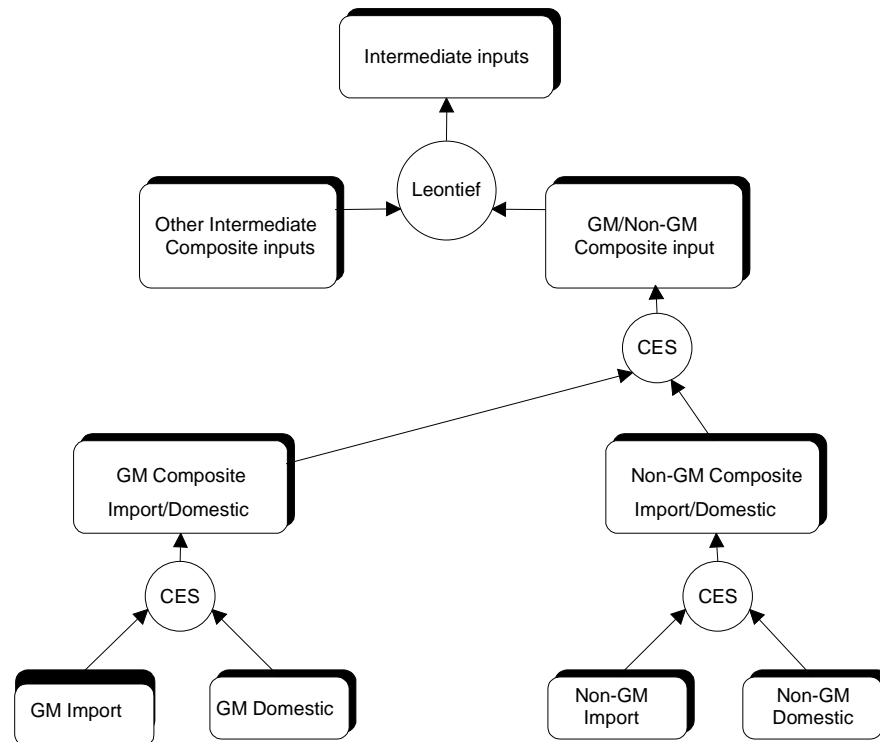 Intermediate inputs
Leontief
Other Intermediate
Composite inputs
GM/Non-GM
Composite input
CES
GM Composite
Import/Domestic
Non-GM Composite
Import/Domestic
CES
CES
GM Import
GM Domestic
Non-GM
Import
Non-GM
Domestic